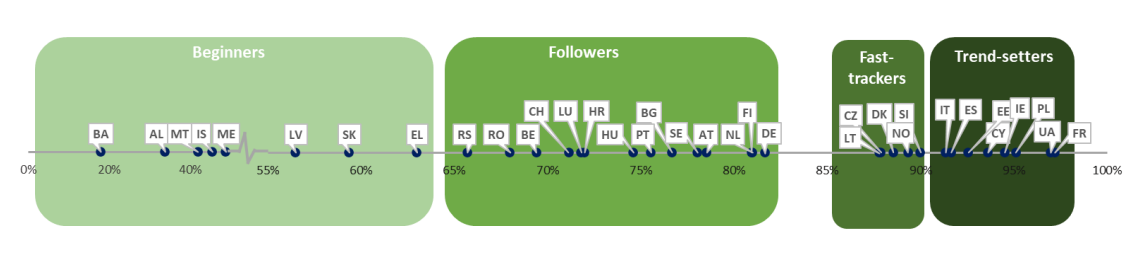 Beginners
Followers
Fast-
trackers
Trend-setters
CH LU HR BG FI CZ DK SI IT ES EE IE PL
BA AL MT IS ME LV SK EL RS RO BE HU PT SE AT NL DE LT NO CY UA FR
0% 20% 40% 55% 60% 65% 70% 75% 80% 85% 90% 95% 100%